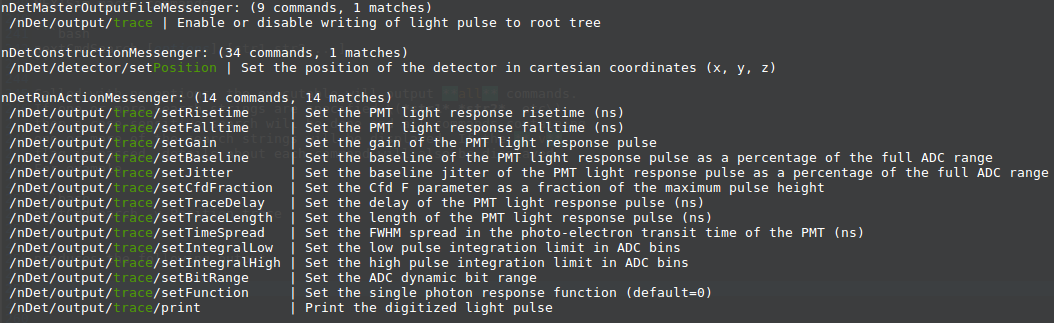 nDetMasterOutputFileMessenger: (9 commands, 1 matches)
/nDet/output/trace | Enable or disable writing of light pulse to root tree
nDetConstructionMessenger: (34 commands, 1 matches)
/nDet/detector/setPosition | Set the position of the detector in cartesian coordinates (x, y, z)
nDetRunActionMessenger: (14 commands, 14 matches)
/nDet/output/trace/setRisetime | Set the PMT light response risetime (ns)
/nDet/output/trace/setFalltime | Set the PMT light response falltime (ns)
/nDet/output/trace/setGain | Set the gain of the PMT light response pulse
/nDet/output/trace/setBaseline | Set the baseline of the PMT light response pulse as a percentage of the full ADC range
/nDet/output/trace/setJitter | Set the baseline jitter of the PMT light response pulse as a percentage of the full ADC range
/nDet/output/trace/setCfdFraction | Set the Cfd F parameter as a fraction of the maximum pulse height
/nDet/output/trace/setTraceDelay | Set the delay of the PMT light response pulse (ns)
/nDet/output/trace/setTraceLength | Set the length of the PMT light response pulse (ns)
/nDet/output/trace/setTimeSpread | Set the FWHM spread in the photo-electron transit time of the PMT (ns)
/nDet/output/trace/setIntegralLow | Set the low pulse integration limit in ADC bins
/nDet/output/trace/setIntegralHigh | Set the high pulse integration limit in ADC bins
/nDet/output/trace/setBitRange | Set the ADC dynamic bit range
/nDet/output/trace/setFunction | Set the single photon response function (default=0)
/nDet/output/trace/print | Print the digitized light pulse